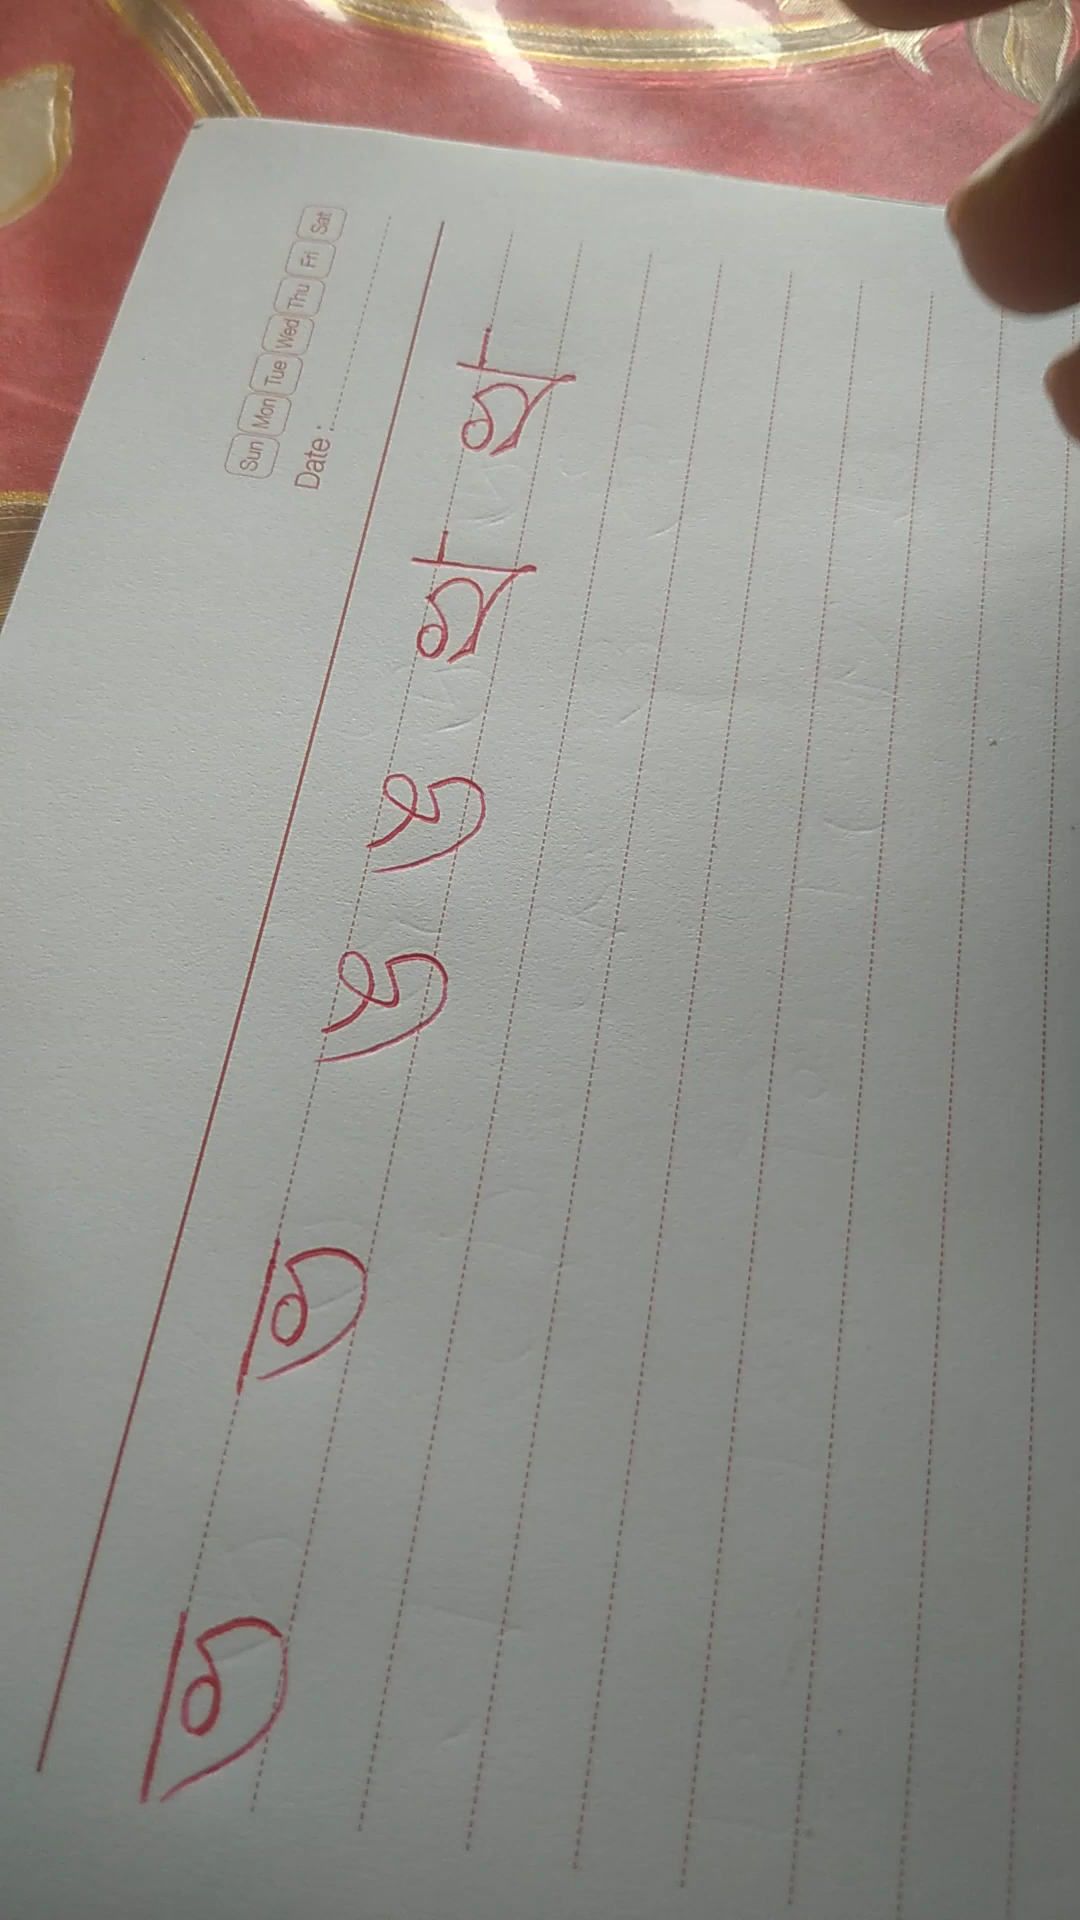 Sun Mon Tue Wed Thu Fri Sat
Date :
ত ত থ থ